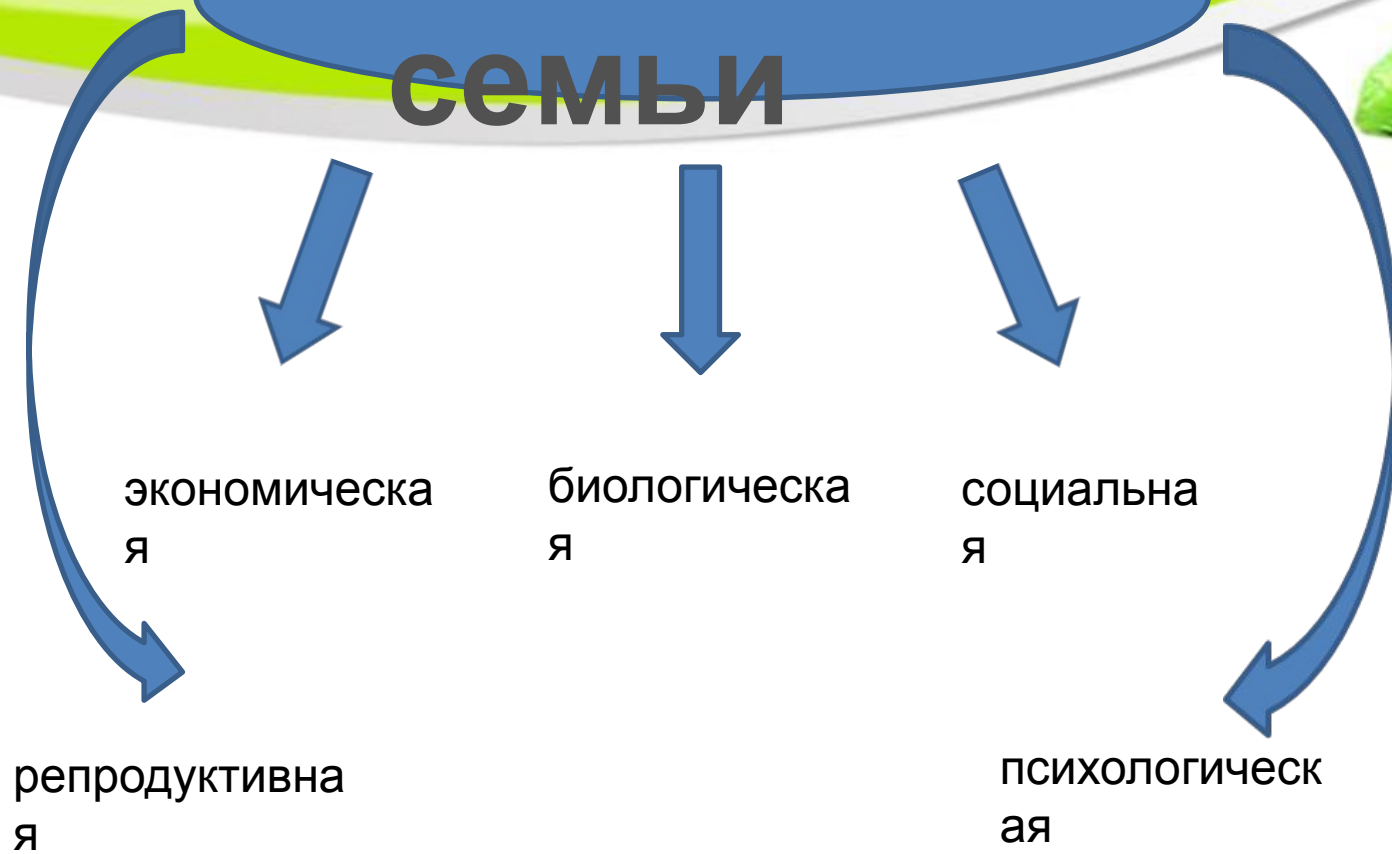 семьи
экономическа
я
биологическа
я
социальна
я
репродуктивна
я
психологическ
ая